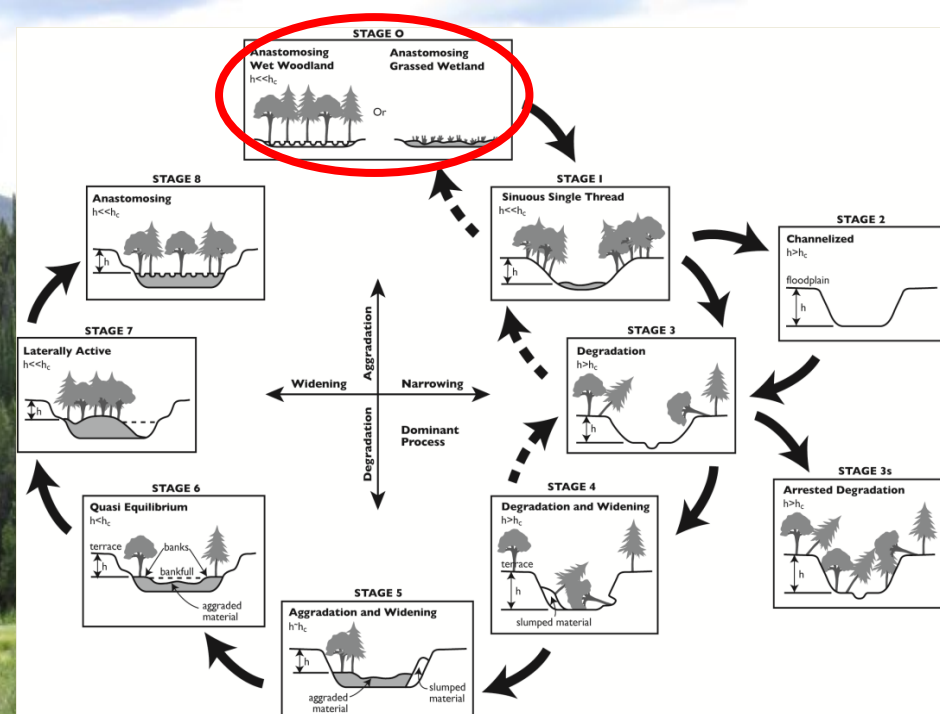 STAGE O
Anastomosing
Wet Woodland
h<<hc
Or
Anastomosing
Grassed Wetland
STAGE 1
Sinuous Single Thread
h<<hc
h
STAGE 2
Channelized
h>hc
floodplain
h
STAGE 3
Degradation
h>hc
h
STAGE 3s
Arrested Degradation
h>hc
h
STAGE 4
Degradation and Widening
h>hc
terrace
h
slumped material
STAGE 5
Aggradation and Widening
h~hc
h
aggraded
material
slumped
material
STAGE 6
Quasi Equilibrium
h<hc
terrace
banks
h
bankfull
aggraded
material
STAGE 7
Laterally Active
h<<hc
h
STAGE 8
Anastomosing
h<<hc
h
Aggradation
Widening
Narrowing
Degradation
Dominant
Process